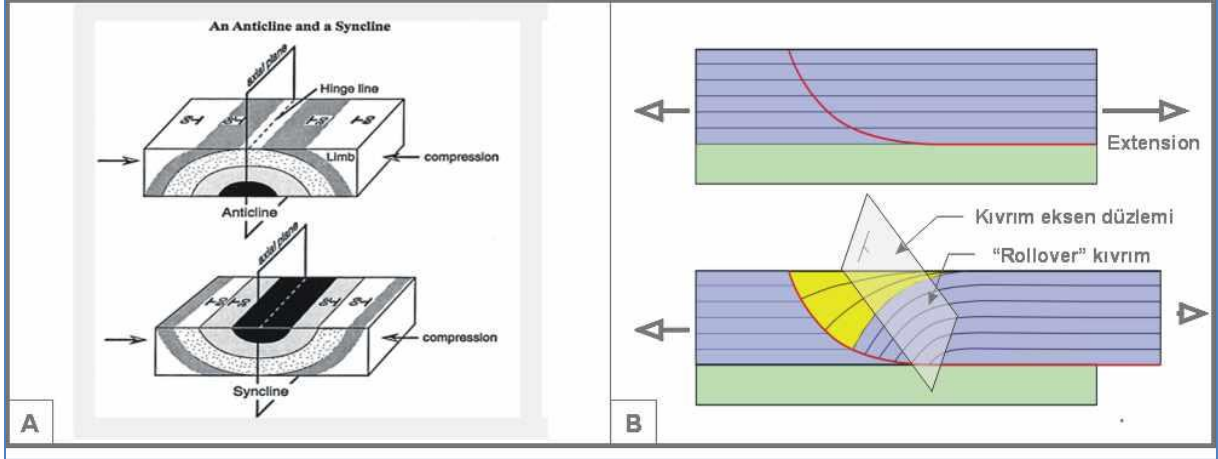 An Anticline and a Syncline
axial plane
Hinge line
Limb
compression
Anticline
axial plane
compression
Syncline
A
Extension
Kıvrım eksen düzlemi
“Rollover” kıvrım
B